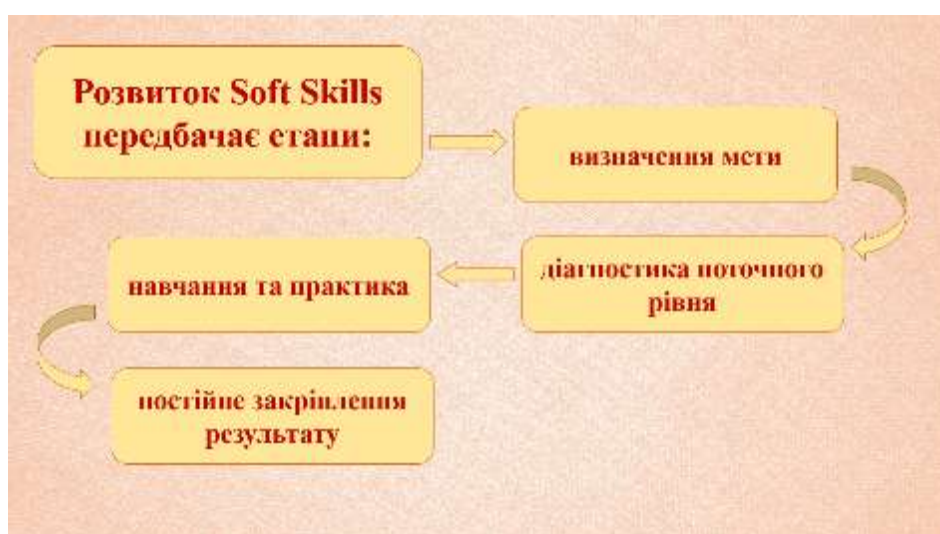 Розвиток Soft Skills
передбачає етапи:
визначення мети
діагностика поточного
рівня
навчання та практика
постійне закріплення
результату